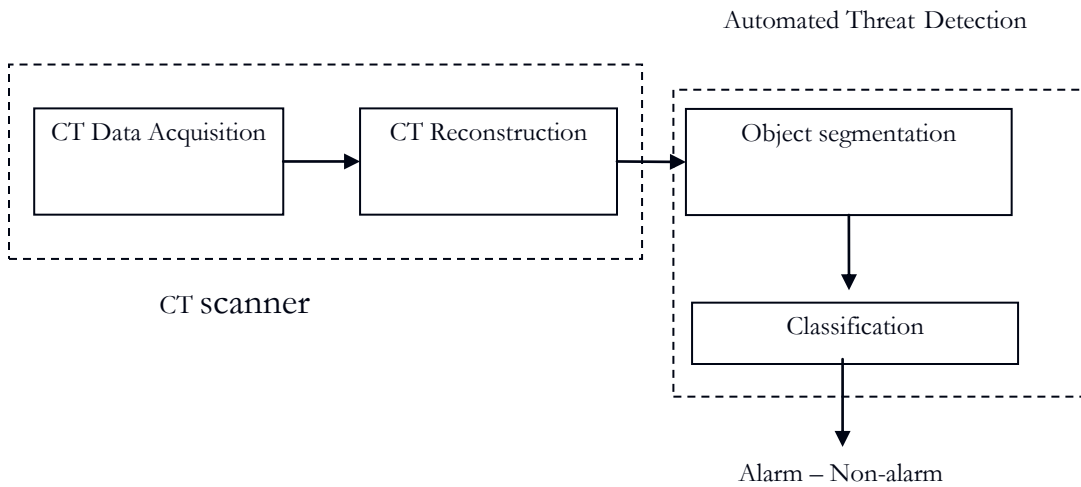 Automated Threat Detection
CT Data Acquisition
CT Reconstruction
Object segmentation
CT scanner
Classification
Alarm – Non-alarm